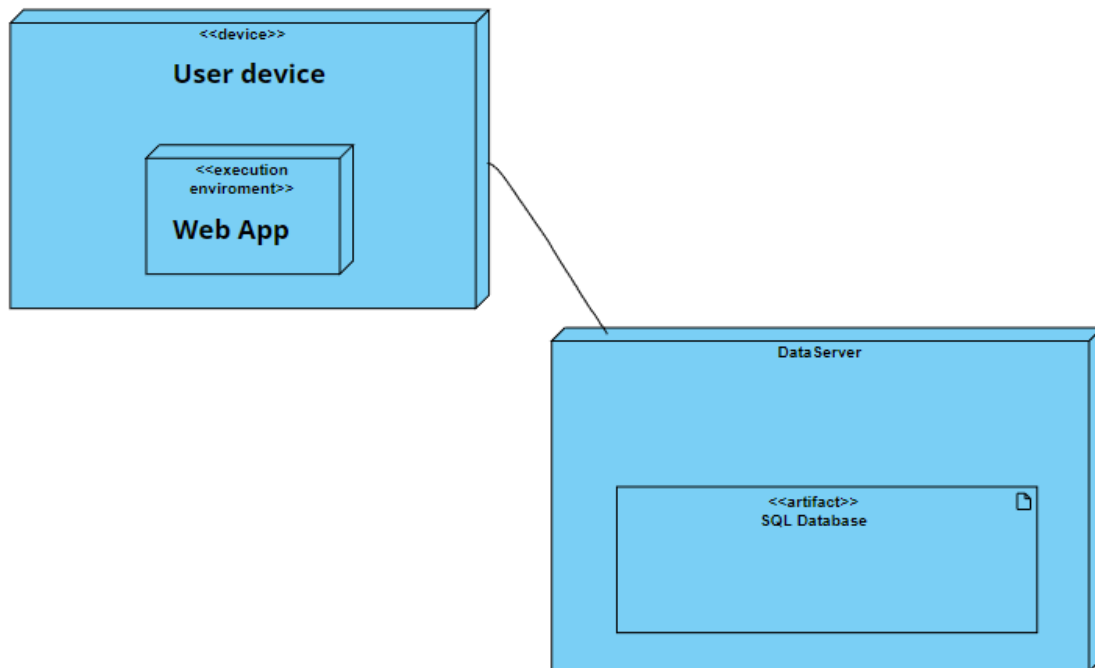 <<device>>
User device
<<execution
enviroment>>
Web App
DataServer
<<artifact>>
SQL Database